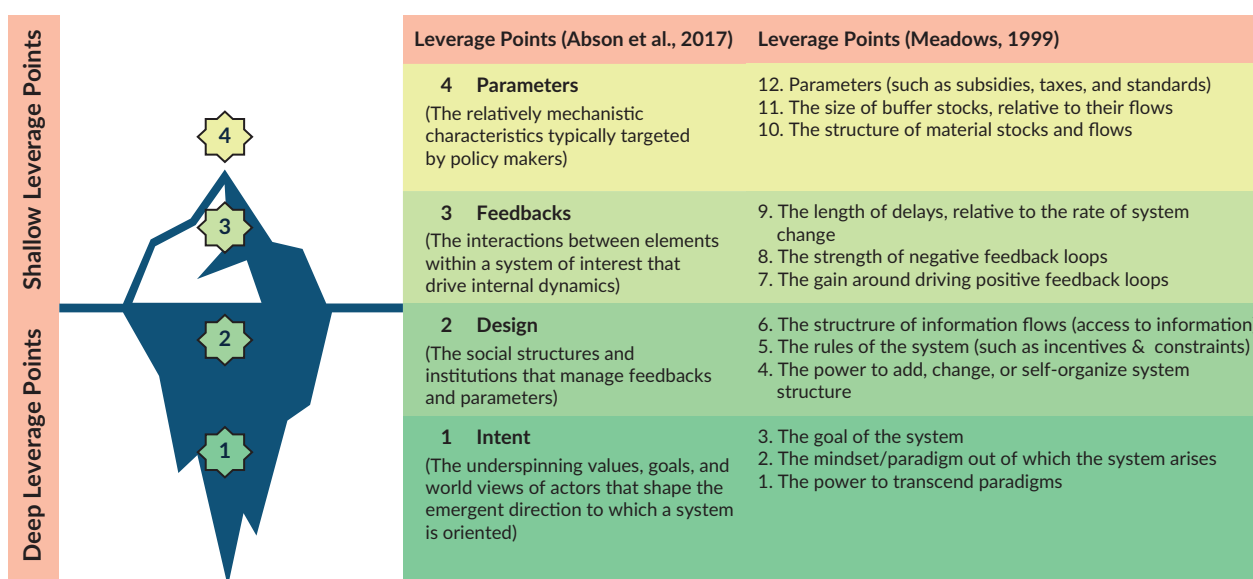 Shallow Leverage Points
Deep Leverage Points
4
3
2
1
Leverage Points (Abson et al., 2017)
Leverage Points (Meadows, 1999)
4 Parameters
(The relatively mechanistic
characteristics typically targeted
by policy makers)
12. Parameters (such as subsidies, taxes, and standards)
11. The size of buffer stocks, relative to their flows
10. The structure of material stocks and flows
3 Feedbacks
(The interactions between elements
within a system of interest that
drive internal dynamics)
9. The length of delays, relative to the rate of system
change
8. The strength of negative feedback loops
7. The gain around driving positive feedback loops
2 Design
(The social structures and
institutions that manage feedbacks
and parameters)
6. The structrure of information flows (access to information
5. The rules of the system (such as incentives & constraints)
4. The power to add, change, or self-organize system
structure
1 Intent
(The underspinning values, goals, and
world views of actors that shape the
emergent direction to which a system
is oriented)
3. The goal of the system
2. The mindset/paradigm out of which the system arises
1. The power to transcend paradigms